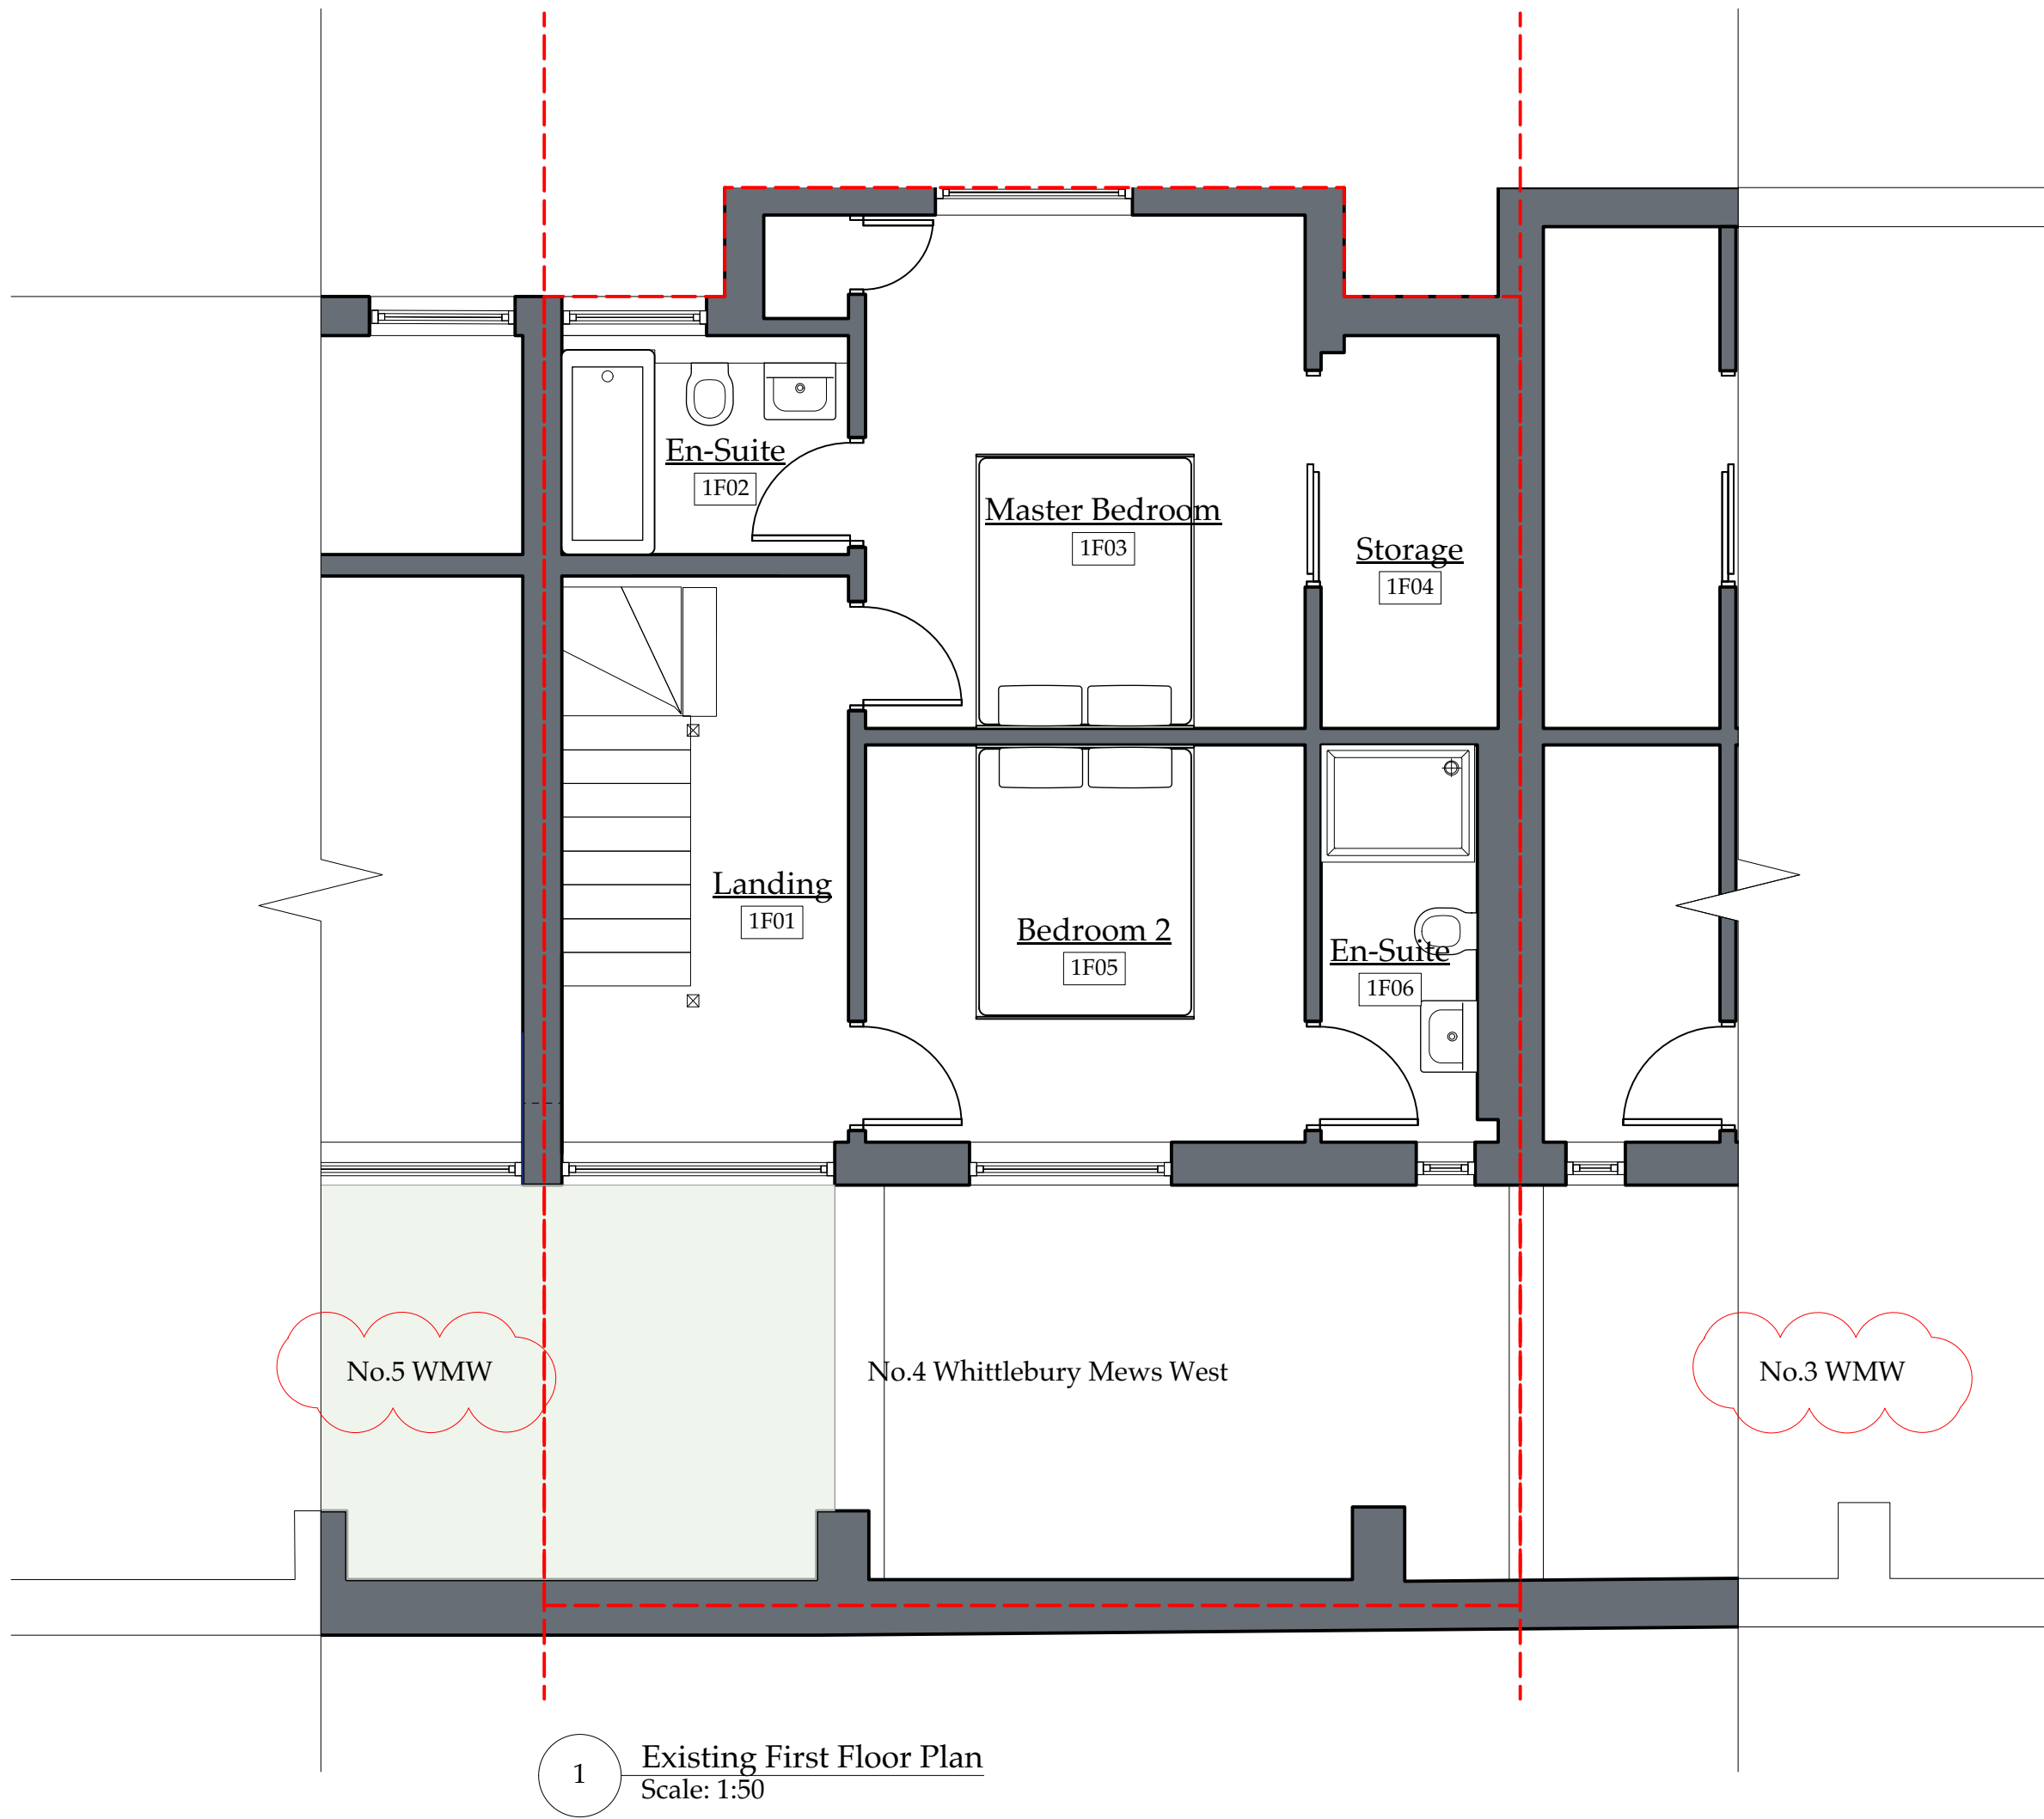 En-Suite
1F02
Master Bedroom
1F03
Storage
1F04
Landing
1F01
Bedroom 2
1F05
En-Suite
1F06
No.5 WMW
No.4 Whittlebury Mews West
No.3 WMW
1
Existing First Floor Plan
Scale: 1:50